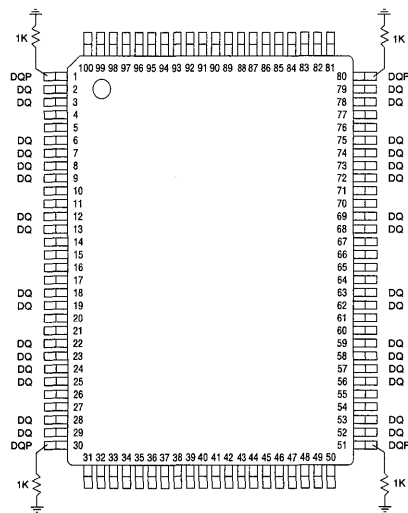 1K 1K
100 99 98 97 96 95 94 93 92 91 90 89 88 87 86 85 84 83 82 81
DQP 1 80 DQP
DQ 2 79 DQ
DQ 3 78 DQ
4 77
5 76
DQ 6 75 DQ
DQ 7 74 DQ
DQ 8 73 DQ
DQ 9 72 DQ
10 71
11 70
DQ 12 69 DQ
DQ 13 68 DQ
14 67
15 66
16 65
17 64
DQ 18 63 DQ
DQ 19 62 DQ
20 61
21 60
DQ 22 59 DQ
DQ 23 58 DQ
DQ 24 57 DQ
DQ 25 56 DQ
26 55
27 54
DQ 28 53 DQ
DQ 29 52 DQ
DQP 30 51 DQP
31 32 33 34 35 36 37 38 39 40 41 42 43 44 45 46 47 48 49 50
1K 1K